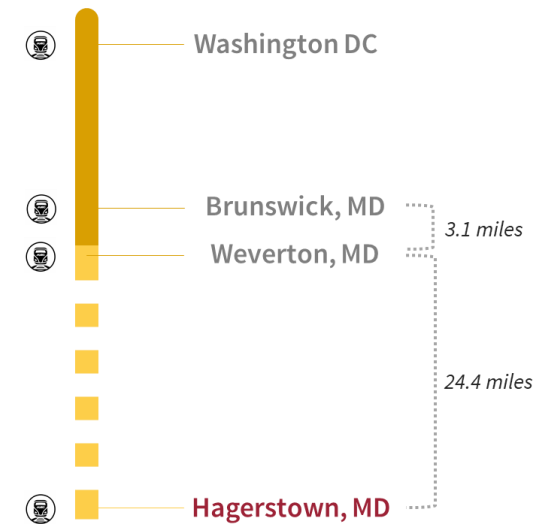 Washington DC
Brunswick, MD
3.1 miles
Weverton, MD
24.4 miles
Hagerstown, MD